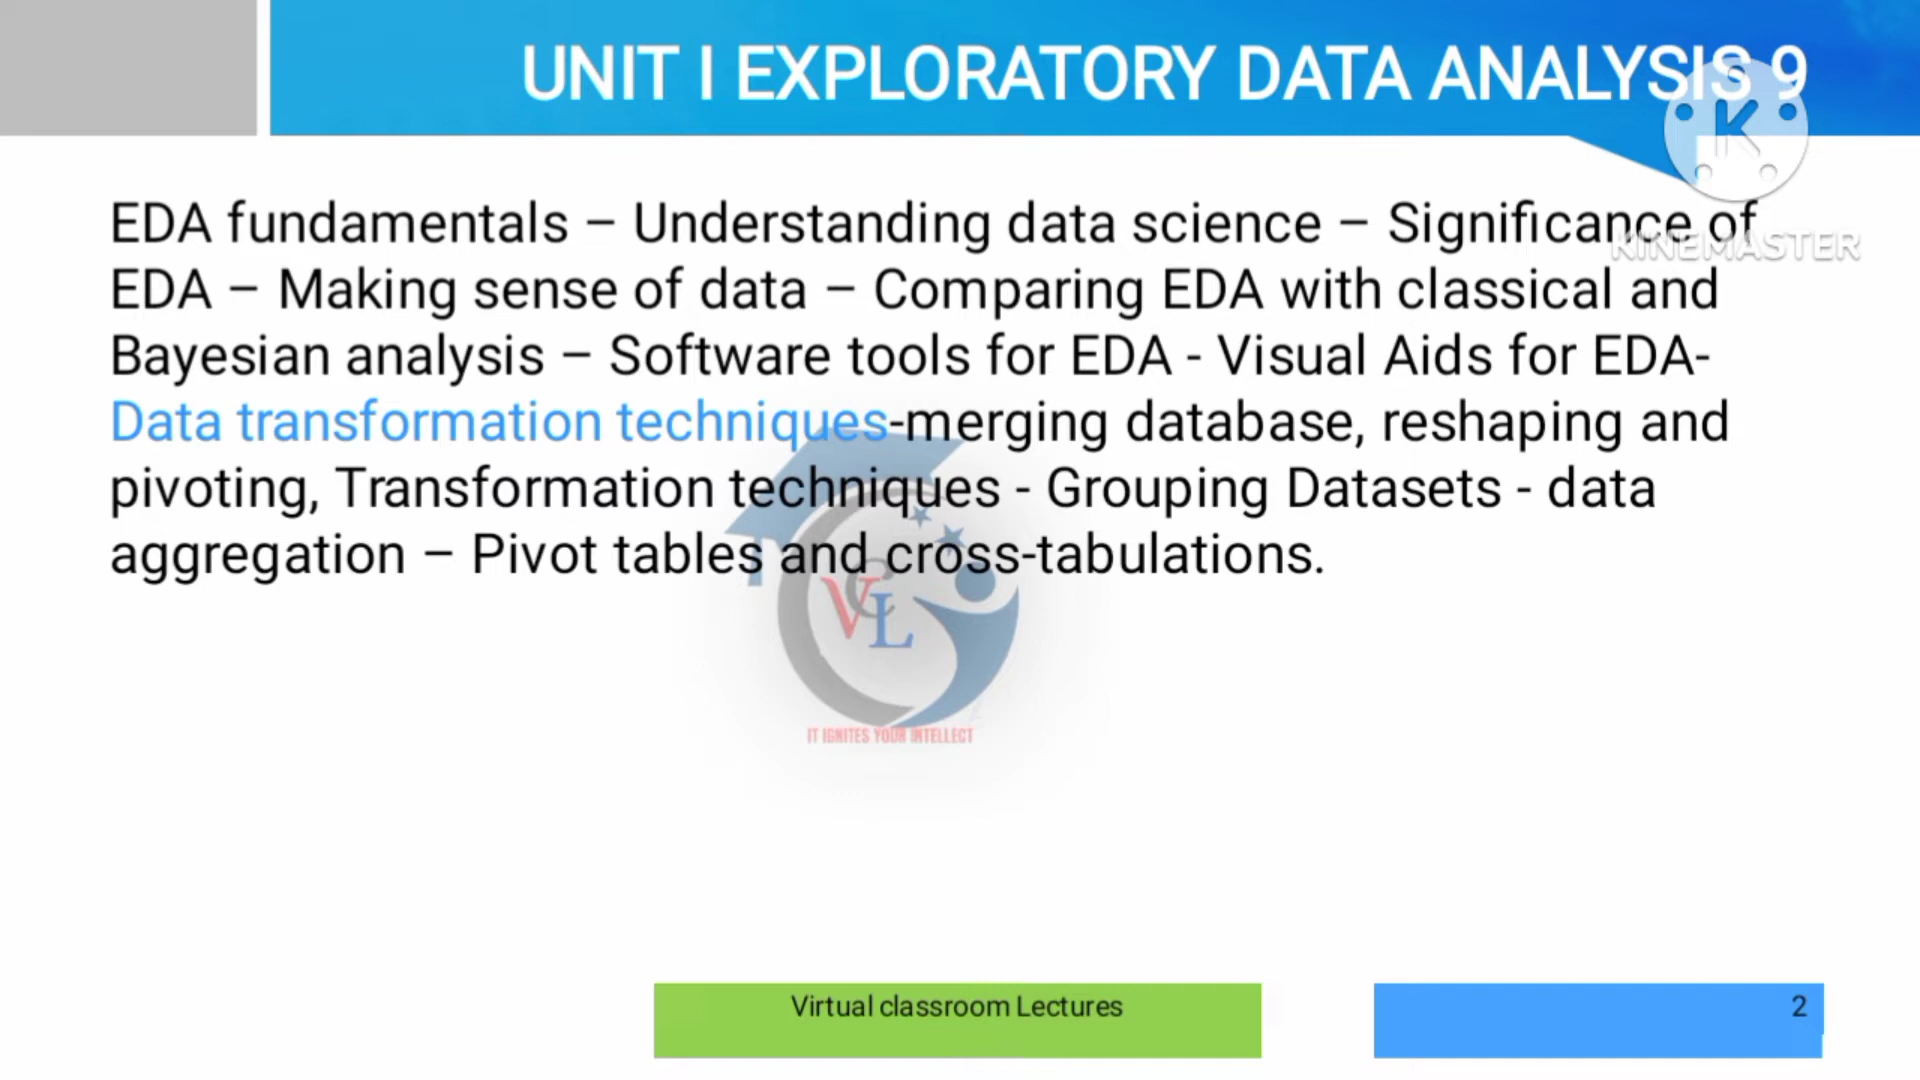 UNIT I EXPLORATORY DATA ANALYSIS 9
K
KINEMASTER
EDA fundamentals – Understanding data science – Significance of
EDA – Making sense of data – Comparing EDA with classical and
Bayesian analysis – Software tools for EDA - Visual Aids for EDA-
Data transformation techniques-merging database, reshaping and
pivoting, Transformation techniques - Grouping Datasets - data
aggregation – Pivot tables and cross-tabulations.
VCL
IT IGNITES YOUR INTELLECT
Virtual classroom Lectures
2